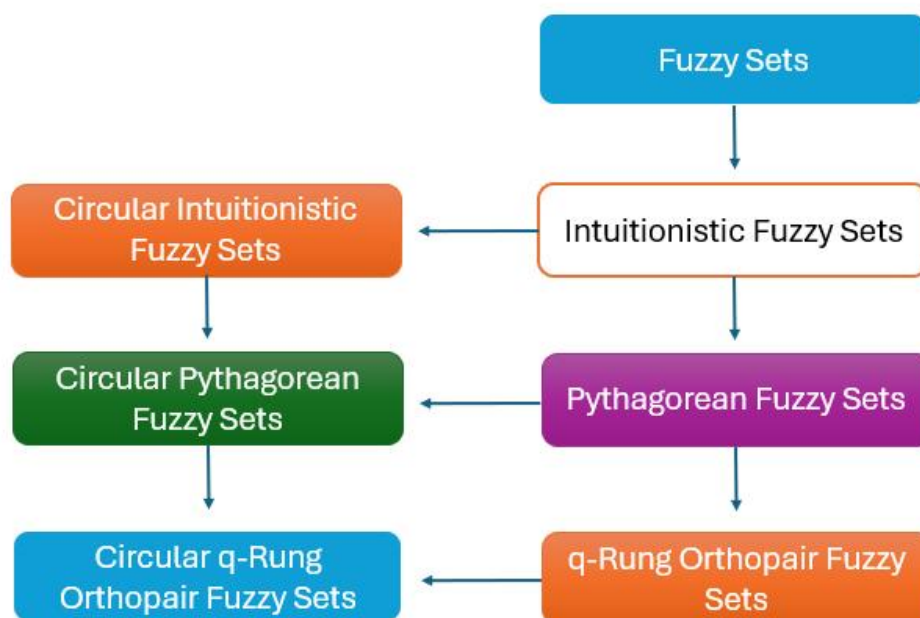 Fuzzy Sets
Circular Intuitionistic
Fuzzy Sets
Intuitionistic Fuzzy Sets
Circular Pythagorean
Fuzzy Sets
Pythagorean Fuzzy Sets
Circular q-Rung
Orthopair Fuzzy Sets
q-Rung Orthopair Fuzzy
Sets